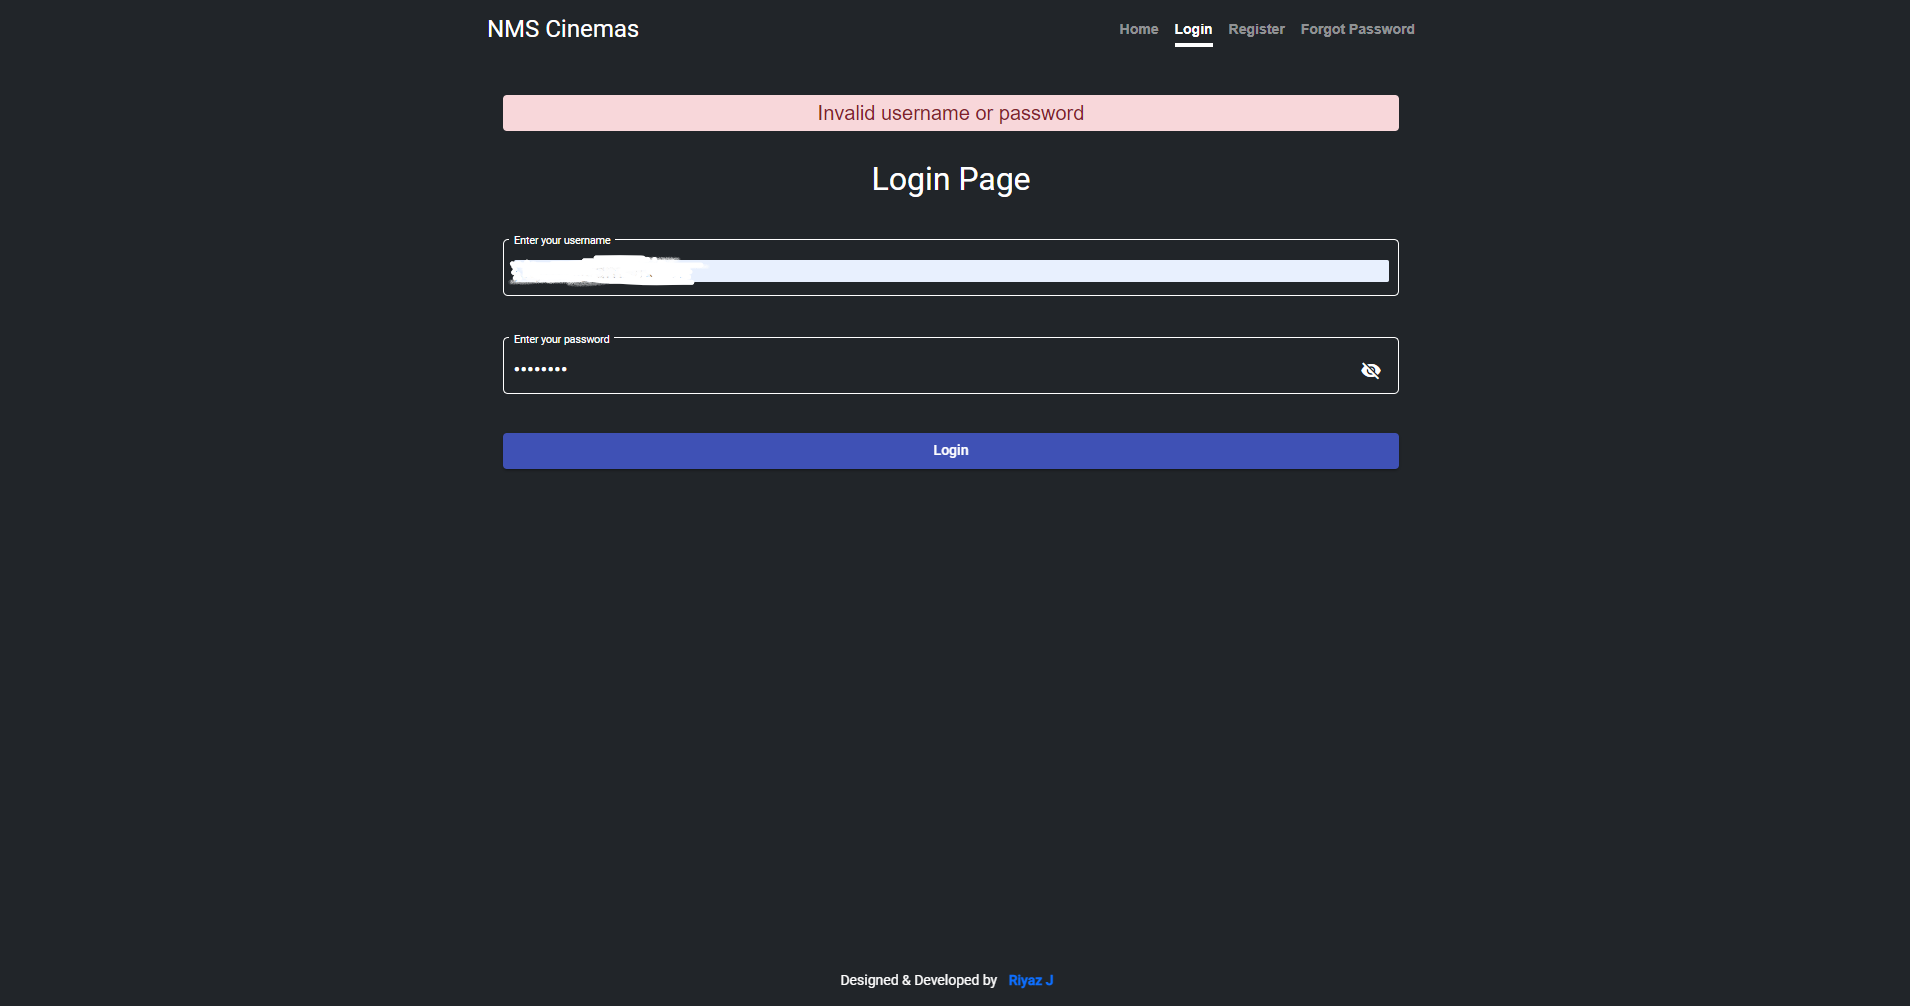 NMS Cinemas
Home Login Register Forgot Password
Invalid username or password
Login Page
Enter your username
Enter your password
••••••••
Login
Designed & Developed by Riyaz J